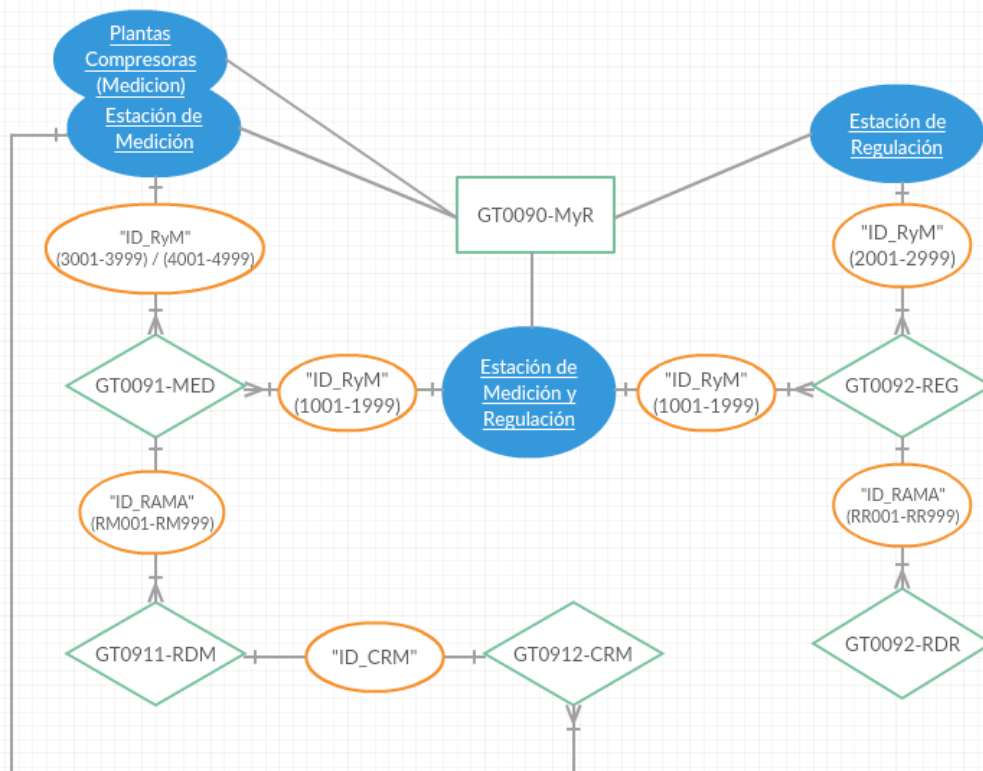 Plantas
Compresoras
(Medicion)
Estación de
Medición
Estación de
Regulación
GT0090-MyR
"ID_RyM"
(3001-3999) / (4001-4999)
"ID_RyM"
(2001-2999)
GT0091-MED
"ID_RyM"
(1001-1999)
Estación de
Medición y
Regulación
"ID_RyM"
(1001-1999)
GT0092-REG
"ID_RAMA"
(RM001-RM999)
"ID_RAMA"
(RR001-RR999)
GT0911-RDM
"ID_CRM"
GT0912-CRM
GT0092-RDR